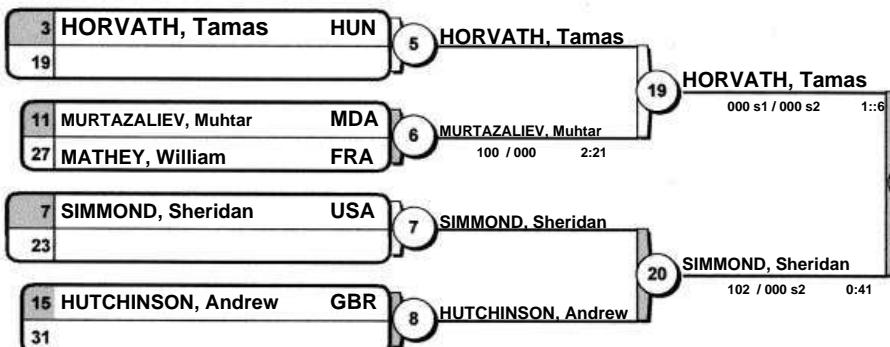 3 HORVATH, Tamas HUN
19
5 HORVATH, Tamas
11 MURTAZALIEV, Muhtar MDA
27 MATHEY, William FRA
6 MURTAZALIEV, Muhtar
100 / 000 2:21
19 HORVATH, Tamas
000 s1 / 000 s2 1::6
7 SIMMOND, Sheridan USA
23
7 SIMMOND, Sheridan
15 HUTCHINSON, Andrew GBR
31
8 HUTCHINSON, Andrew
20 SIMMOND, Sheridan
102 / 000 s2 0:41